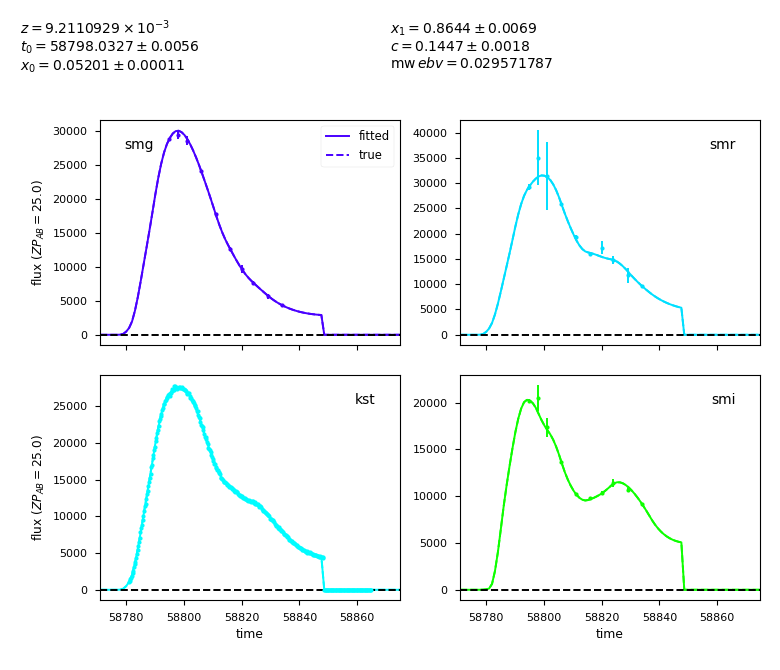 z = 9.2110929 × 10⁻³
t₀ = 58798.0327 ± 0.0056
x₀ = 0.05201 ± 0.00011
x₁ = 0.8644 ± 0.0069
c = 0.1447 ± 0.0018
mw ebv = 0.029571787
smg
fitted
true
30000
25000
20000
15000
10000
5000
0
flux (ZP_AB = 25.0)
smr
40000
35000
30000
25000
20000
15000
10000
5000
0
kst
25000
20000
15000
10000
5000
0
flux (ZP_AB = 25.0)
58780 58800 58820 58840 58860
time
smi
20000
15000
10000
5000
0
58780 58800 58820 58840 58860
time